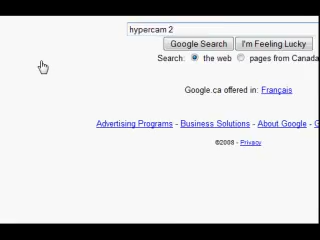 hypercam 2
Google Search I'm Feeling Lucky
Search: the web pages from Canada
Google.ca offered in: Français
Advertising Programs - Business Solutions - About Google - G
©2008 - Privacy